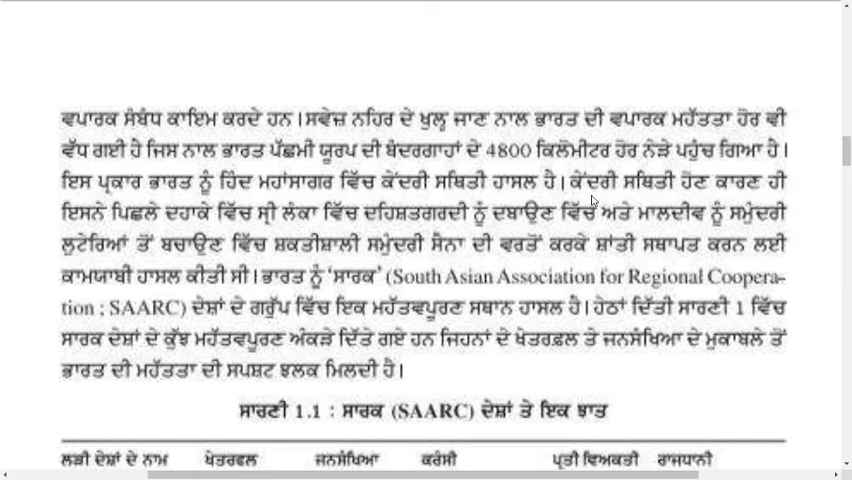 ਵਪਾਰਕ ਸੰਬੰਧ ਕਾਇਮ ਕਰਦੇ ਹਨ। ਸਵੇਜ਼ ਨਹਿਰ ਦੇ ਖੁਲ੍ਹ ਜਾਣ ਨਾਲ ਭਾਰਤ ਦੀ ਵਪਾਰਕ ਮਹੱਤਤਾ ਹੋਰ ਵੀ
ਵੱਧ ਗਈ ਹੈ ਜਿਸ ਨਾਲ ਭਾਰਤ ਪੱਛਮੀ ਯੂਰਪ ਦੀ ਬੰਦਰਗਾਹਾਂ ਦੇ 4800 ਕਿਲੋਮੀਟਰ ਹੋਰ ਨੇੜੇ ਪਹੁੰਚ ਗਿਆ ਹੈ।
ਇਸ ਪ੍ਰਕਾਰ ਭਾਰਤ ਨੂੰ ਹਿੰਦ ਮਹਾਂਸਾਗਰ ਵਿੱਚ ਕੇਂਦਰੀ ਸਥਿਤੀ ਹਾਸਲ ਹੈ। ਕੇਂਦਰੀ ਸਥਿਤੀ ਹੋਣ ਕਾਰਣ ਹੀ
ਇਸਨੇ ਪਿਛਲੇ ਦਹਾਕੇ ਵਿੱਚ ਸ੍ਰੀ ਲੰਕਾ ਵਿੱਚ ਦਹਿਸ਼ਤਗਰਦੀ ਨੂੰ ਦਬਾਉਣ ਵਿੱਚ ਅਤੇ ਮਾਲਦੀਵ ਨੂੰ ਸਮੁੰਦਰੀ
ਲੁਟੇਰਿਆਂ ਤੋਂ ਬਚਾਉਣ ਵਿੱਚ ਸ਼ਕਤੀਸ਼ਾਲੀ ਸਮੁੰਦਰੀ ਸੈਨਾ ਦੀ ਵਰਤੋਂ ਕਰਕੇ ਸ਼ਾਂਤੀ ਸਥਾਪਤ ਕਰਨ ਲਈ
ਕਾਮਯਾਬੀ ਹਾਸਲ ਕੀਤੀ ਸੀ। ਭਾਰਤ ਨੂੰ ‘ਸਾਰਕ’ (South Asian Association for Regional Coopera-
tion ; SAARC) ਦੇਸ਼ਾਂ ਦੇ ਗਰੁੱਪ ਵਿੱਚ ਇਕ ਮਹੱਤਵਪੂਰਣ ਸਥਾਨ ਹਾਸਲ ਹੈ। ਹੇਠਾਂ ਦਿੱਤੀ ਸਾਰਣੀ 1 ਵਿੱਚ
ਸਾਰਕ ਦੇਸ਼ਾਂ ਦੇ ਕੁੱਝ ਮਹੱਤਵਪੂਰਣ ਅੰਕੜੇ ਦਿੱਤੇ ਗਏ ਹਨ ਜਿਹਨਾਂ ਦੇ ਖੇਤਰਫ਼ਲ ਤੇ ਜਨਸੰਖਿਆ ਦੇ ਮੁਕਾਬਲੇ ਤੋਂ
ਭਾਰਤ ਦੀ ਮਹੱਤਤਾ ਦੀ ਸਪਸ਼ਟ ਝਲਕ ਮਿਲਦੀ ਹੈ।
ਸਾਰਣੀ 1.1 : ਸਾਰਕ (SAARC) ਦੇਸ਼ਾਂ ਤੇ ਇਕ ਝਾਤ
ਲੜੀ ਦੇਸ਼ਾਂ ਦੇ ਨਾਮ ਖੇਤਰਫਲ ਜਨਸੰਖਿਆ ਕਰੰਸੀ ਪ੍ਰਤੀ ਵਿਅਕਤੀ ਰਾਜਧਾਨੀ